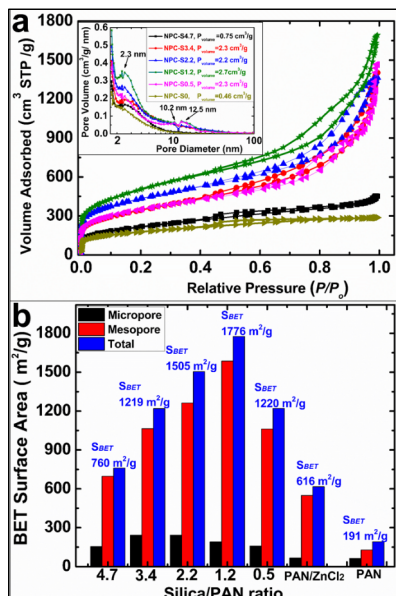 a
NPC-S4.7, Pvolume=0.75 cm³/g
NPC-S3.4, Pvolume=2.3 cm³/g
NPC-S2.2, Pvolume=2.2 cm³/g
NPC-S1.2, Pvolume=2.7cm³/g
NPC-S0.5, Pvolume=2.3 cm³/g
NPC-S0, Pvolume=0.46 cm³/g
2.3 nm
10.2 nm
12.5 nm
0.6
0.5
0.4
0.3
0.2
0.1
0.0
Pore Volume (cm³/g/ nm)
2 10 100
Pore Diameter (nm)
1800
1500
1200
900
600
300
0
Volume Adsorbed (cm³ STP /g)
0.0 0.2 0.4 0.6 0.8 1.0
Relative Pressure (P/Po)
b
Micropore
Mesopore
Total
SBET
760 m²/g
SBET
1219 m²/g
SBET
1505 m²/g
SBET
1776 m²/g
SBET
1220 m²/g
SBET
616 m²/g
SBET
191 m²/g
1800
1500
1200
900
600
300
0
BET Surface Area ( m²/g)
4.7 3.4 2.2 1.2 0.5 PAN/ZnCl2 PAN
Silica/PAN ratio